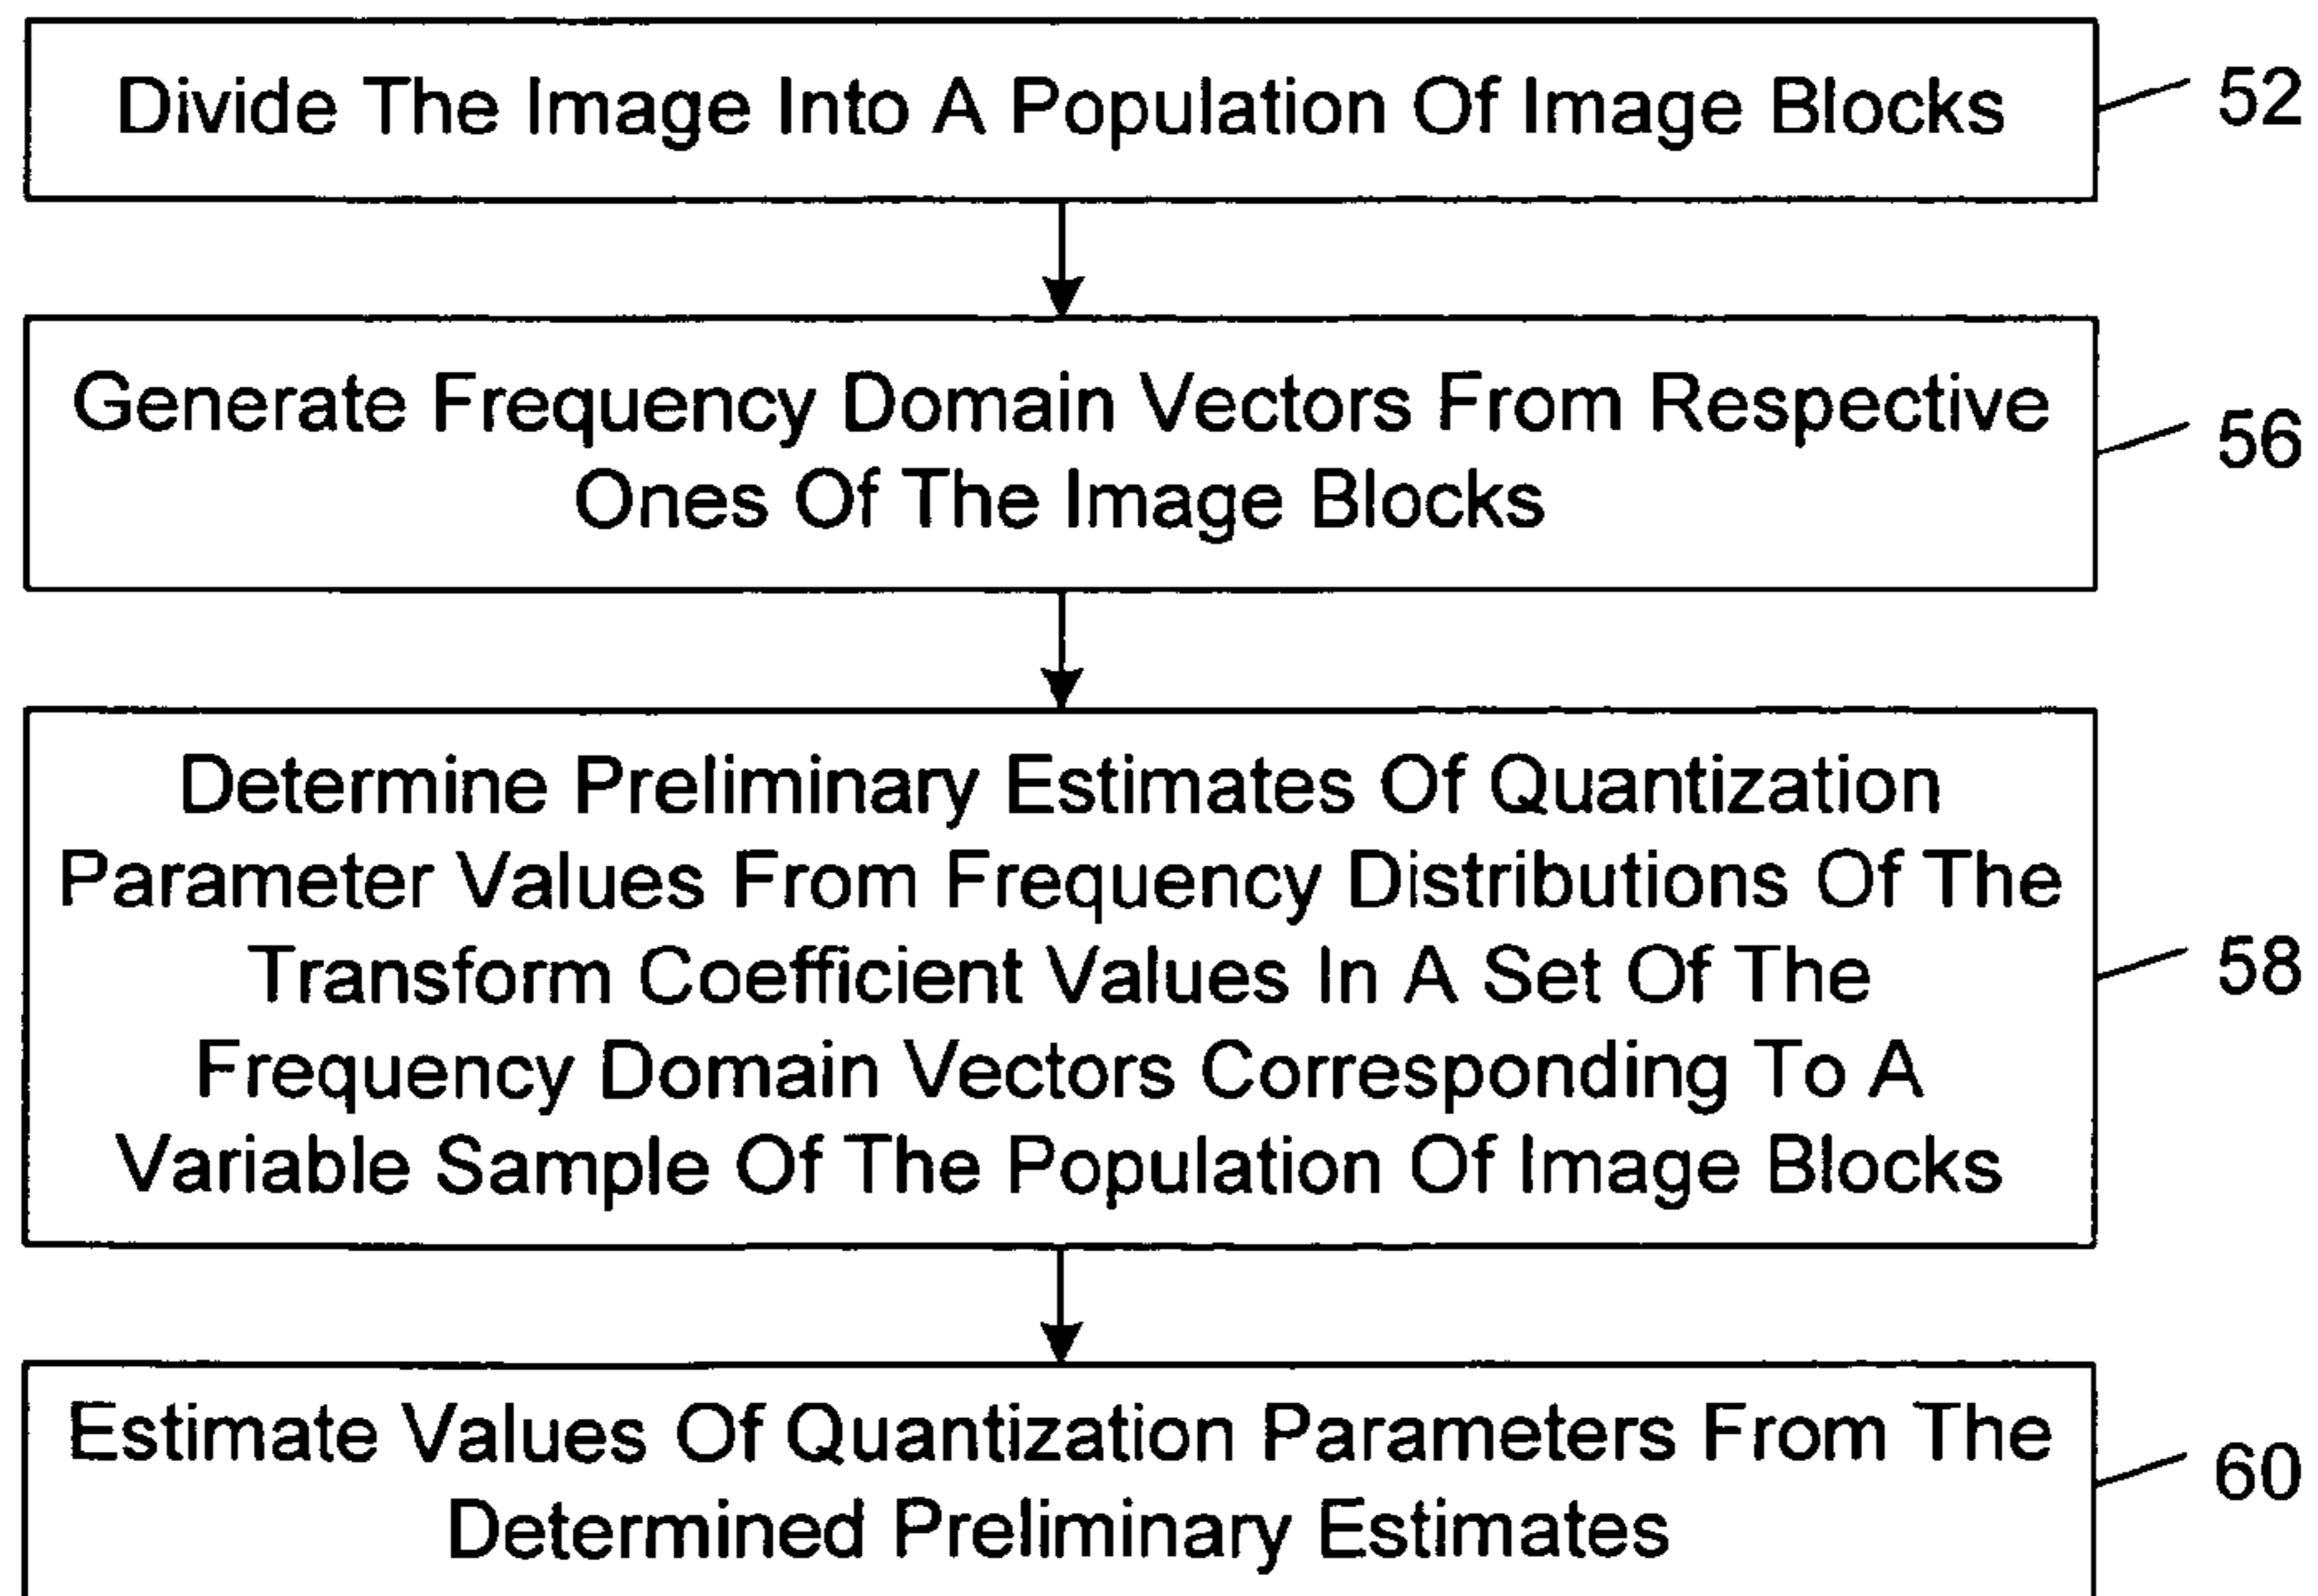 Divide The Image Into A Population Of Image Blocks
52
Generate Frequency Domain Vectors From Respective
Ones Of The Image Blocks
56
Determine Preliminary Estimates Of Quantization
Parameter Values From Frequency Distributions Of The
Transform Coefficient Values In A Set Of The
Frequency Domain Vectors Corresponding To A
Variable Sample Of The Population Of Image Blocks
58
Estimate Values Of Quantization Parameters From The
Determined Preliminary Estimates
60